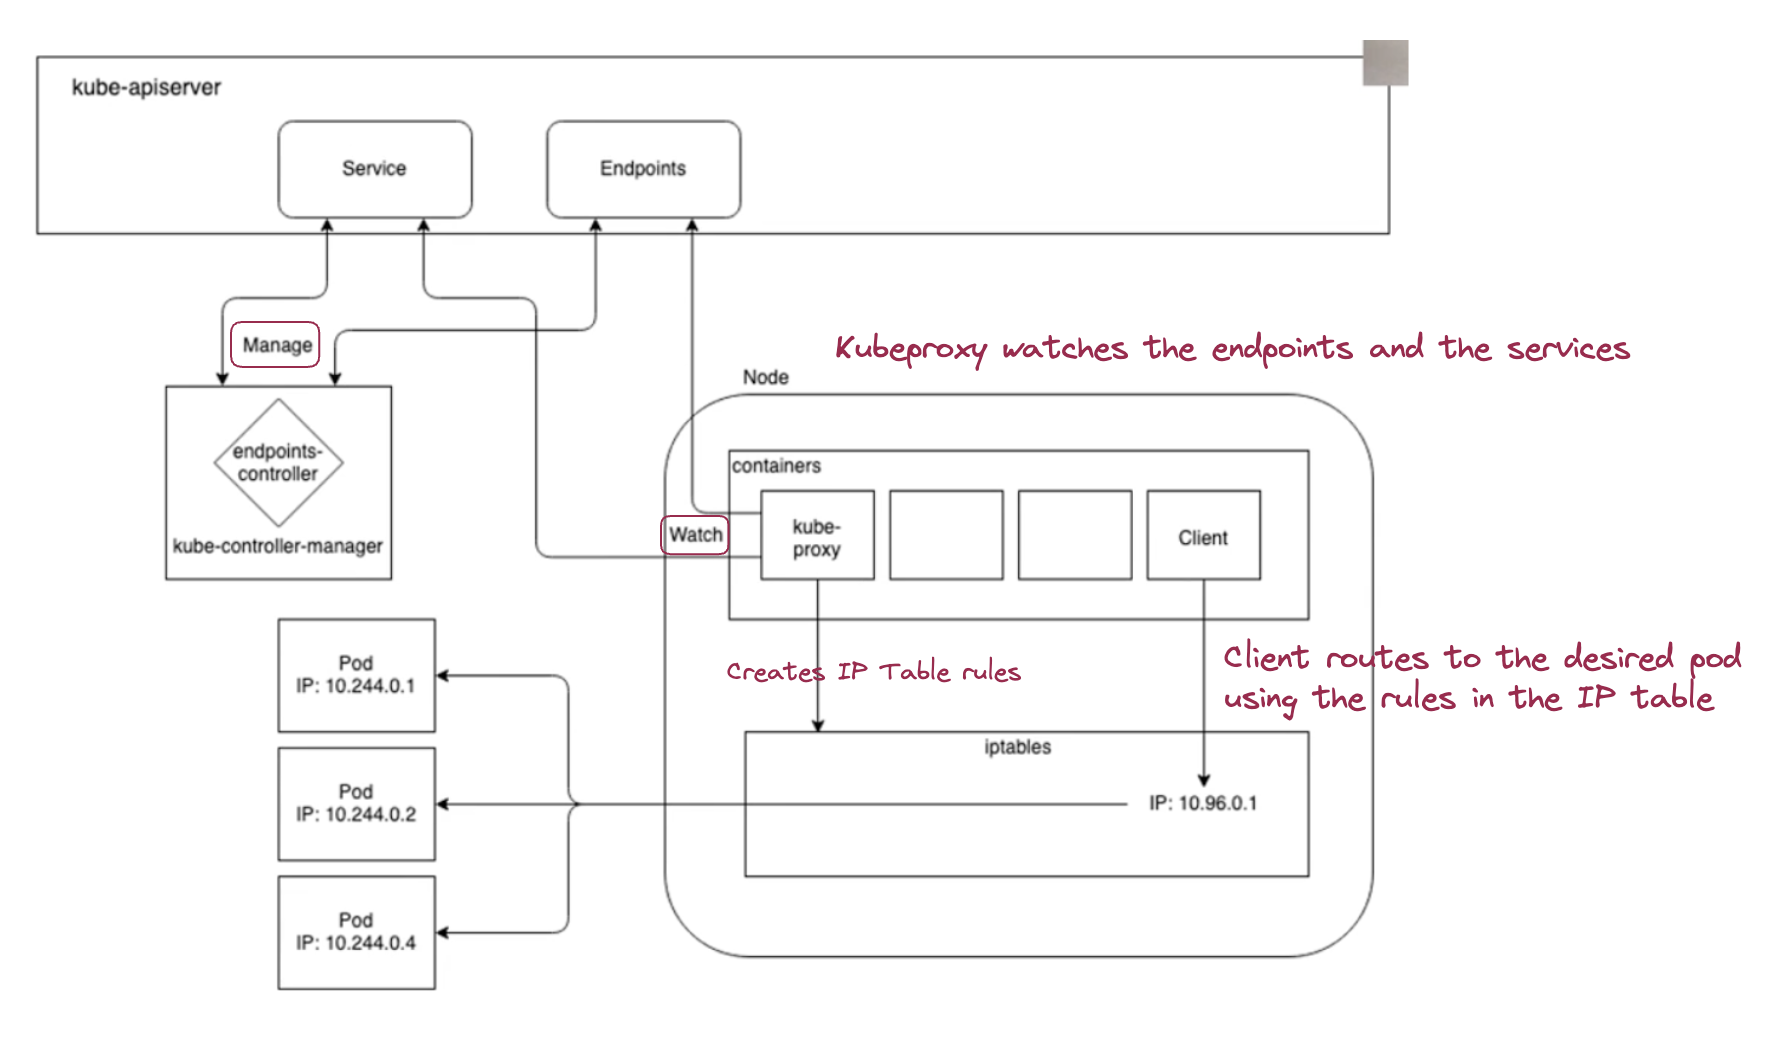 kube-apiserver
Service
Endpoints
Manage
Kubeproxy watches the endpoints and the services
Node
endpoints-
controller
kube-controller-manager
containers
Watch
kube-
proxy
Client
Pod
IP: 10.244.0.1
Creates IP Table rules
Client routes to the desired pod
using the rules in the IP table
iptables
IP: 10.96.0.1
Pod
IP: 10.244.0.2
Pod
IP: 10.244.0.4